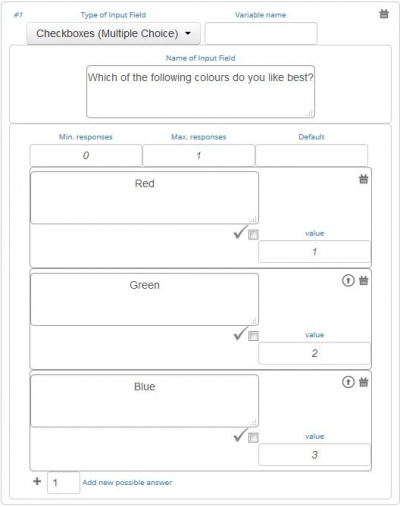 #1 Type of Input Field Variable name
Checkboxes (Multiple Choice)
Name of Input Field
Which of the following colours do you like best?
Min. responses Max. responses Default
0 1
Red
value
1
Green
value
2
Blue
value
3
+ 1 Add new possible answer